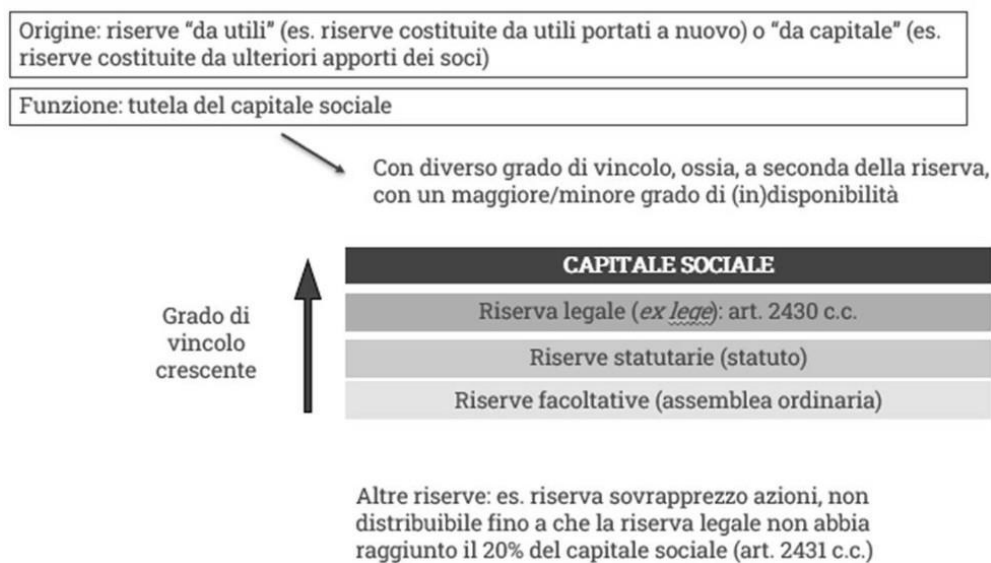 Origine: riserve “da utili” (es. riserve costituite da utili portati a nuovo) o “da capitale” (es.
riserve costituite da ulteriori apporti dei soci)
Funzione: tutela del capitale sociale
Con diverso grado di vincolo, ossia, a seconda della riserva,
con un maggiore/minore grado di (in)disponibilità
Grado di
vincolo
crescente
CAPITALE SOCIALE
Riserva legale (ex lege): art. 2430 c.c.
Riserve statutarie (statuto)
Riserve facoltative (assemblea ordinaria)
Altre riserve: es. riserva sovrapprezzo azioni, non
distribuibile fino a che la riserva legale non abbia
raggiunto il 20% del capitale sociale (art. 2431 c.c.)